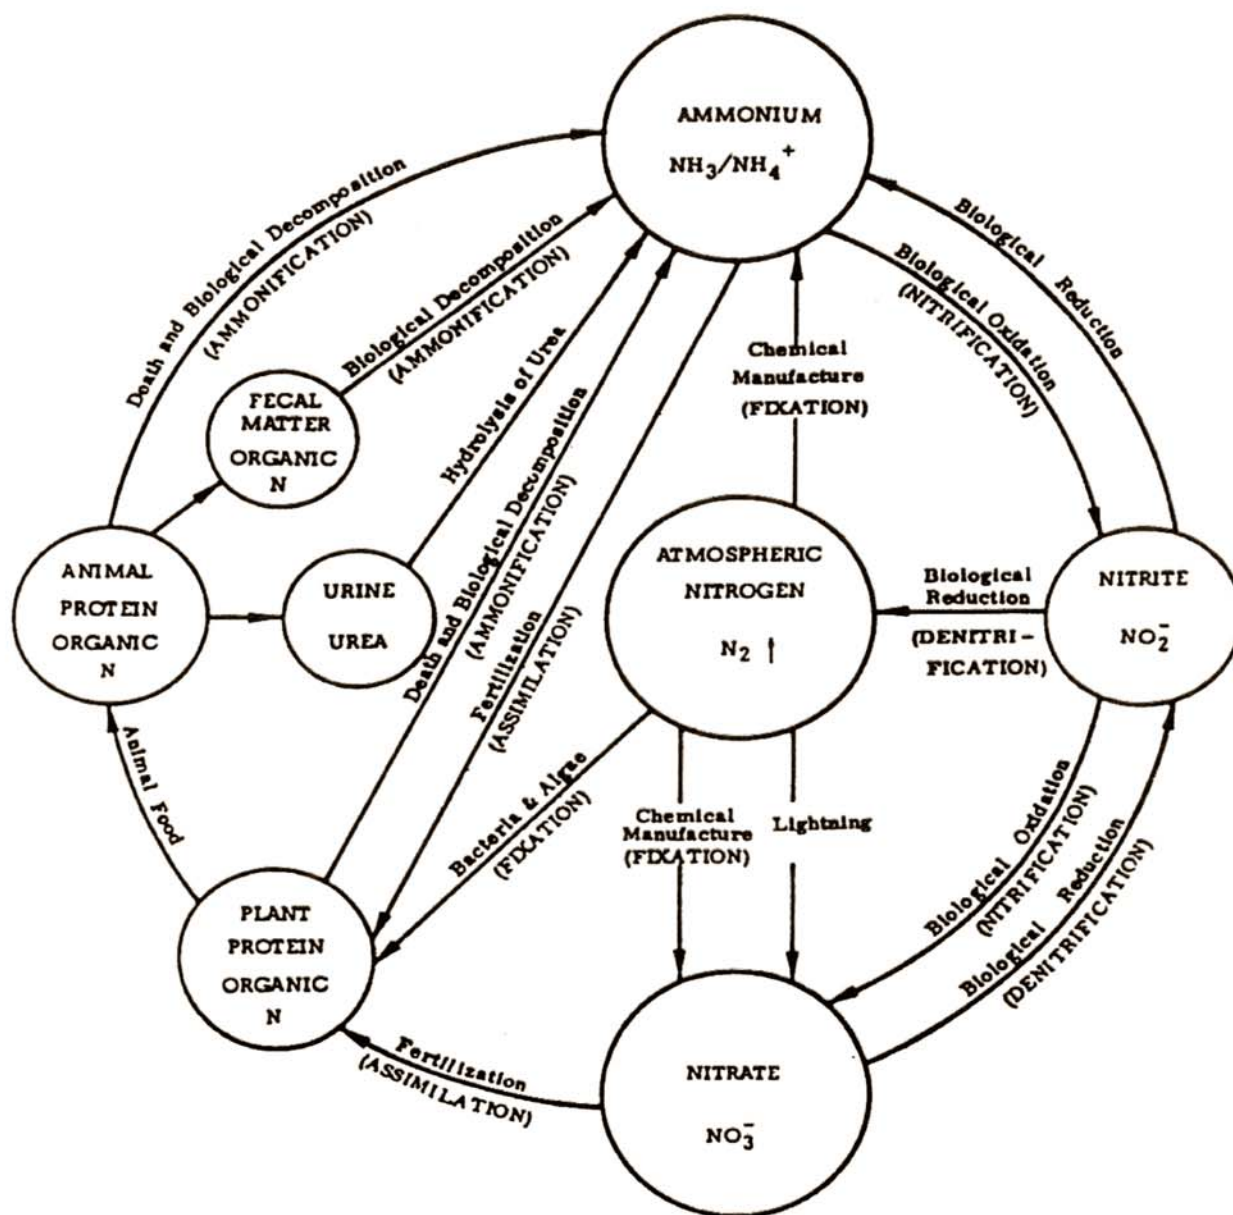 AMMONIUM
NH₃/NH₄⁺
Death and Biological Decomposition
(AMMONIFICATION)
Biological Decomposition
(AMMONIFICATION)
Hydrolysis of Urea
Death and Biological Decomposition
(AMMONIFICATION)
Fertilization
(ASSIMILATION)
Chemical
Manufacture
(FIXATION)
Biological Oxidation
(NITRIFICATION)
Biological Reduction
FECAL
MATTER
ORGANIC
N
ANIMAL
PROTEIN
ORGANIC
N
URINE
UREA
ATMOSPHERIC
NITROGEN
N₂ ↑
Biological
Reduction
(DENITRI-
FICATION)
NITRITE
NO₂⁻
Animal Food
Bacteria & Algae
(FIXATION)
Chemical
Manufacture
(FIXATION)
Lightning
Biological Oxidation
(NITRIFICATION)
Biological Reduction
(DENITRIFICATION)
PLANT
PROTEIN
ORGANIC
N
Fertilization
(ASSIMILATION)
NITRATE
NO₃⁻